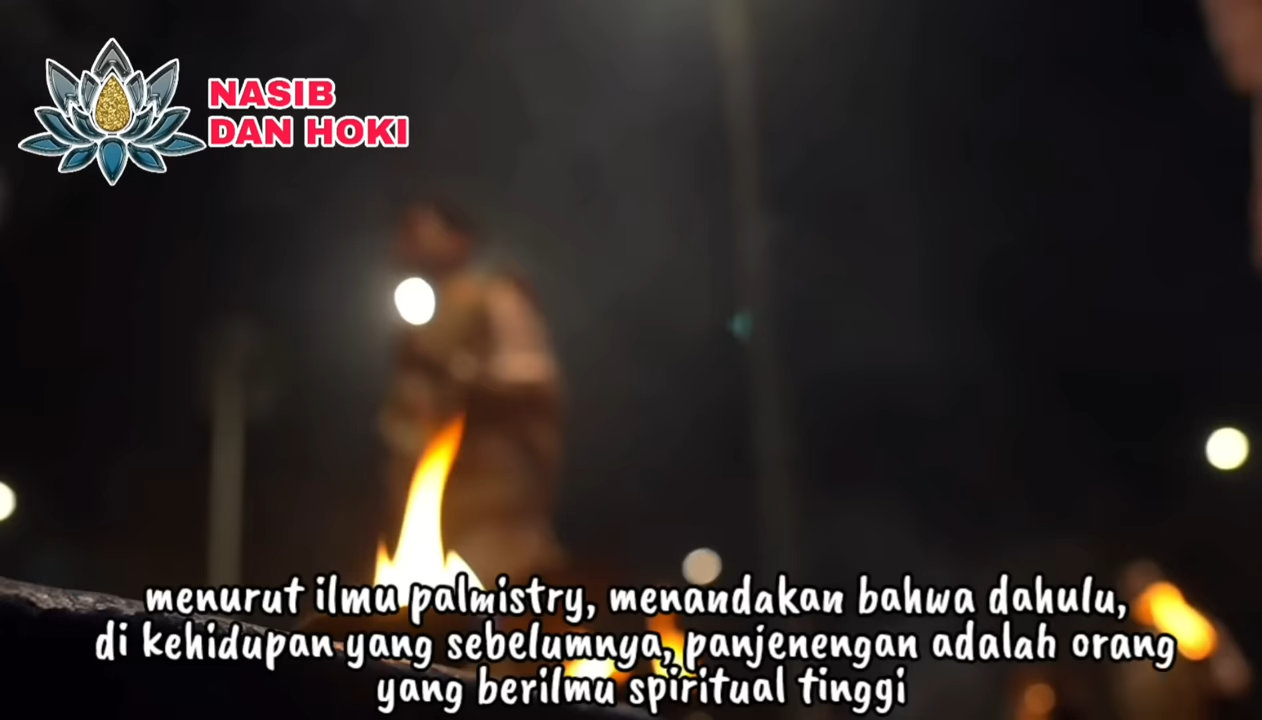 NASIB
DAN HOKI
menurut ilmu palmistry, menandakan bahwa dahulu,
di kehidupan yang sebelumnya, panjenengan adalah orang
yang berilmu spiritual tinggi